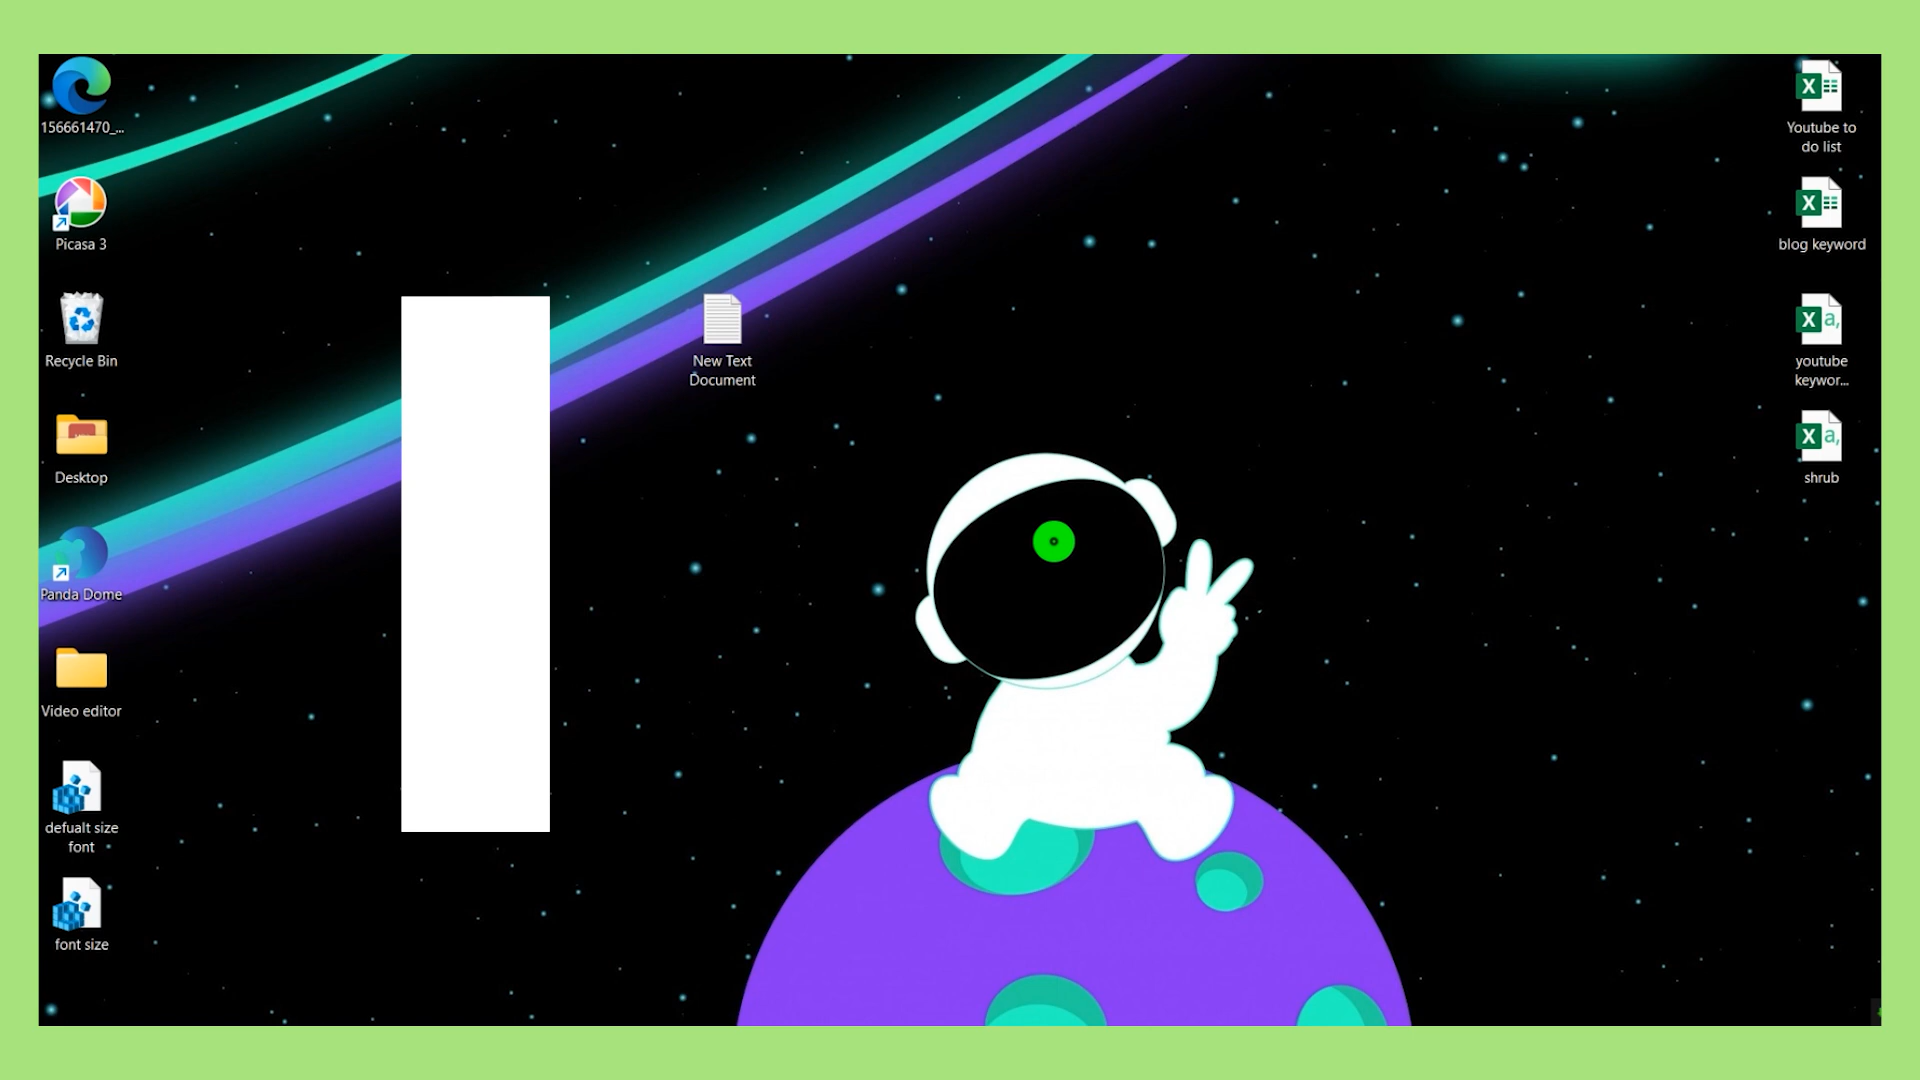 156661470_...
Picasa 3
Recycle Bin
Desktop
Panda Dome
Video editor
defualt size
font
font size
New Text
Document
Youtube to
do list
blog keyword
youtube
keywor...
shrub